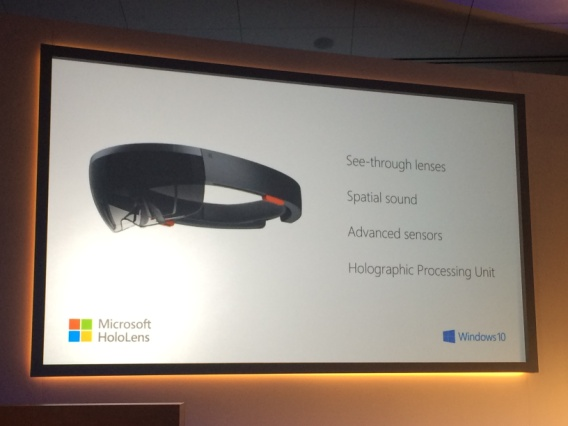 See-through lenses
Spatial sound
Advanced sensors
Holographic Processing Unit
Microsoft
HoloLens
Windows 10